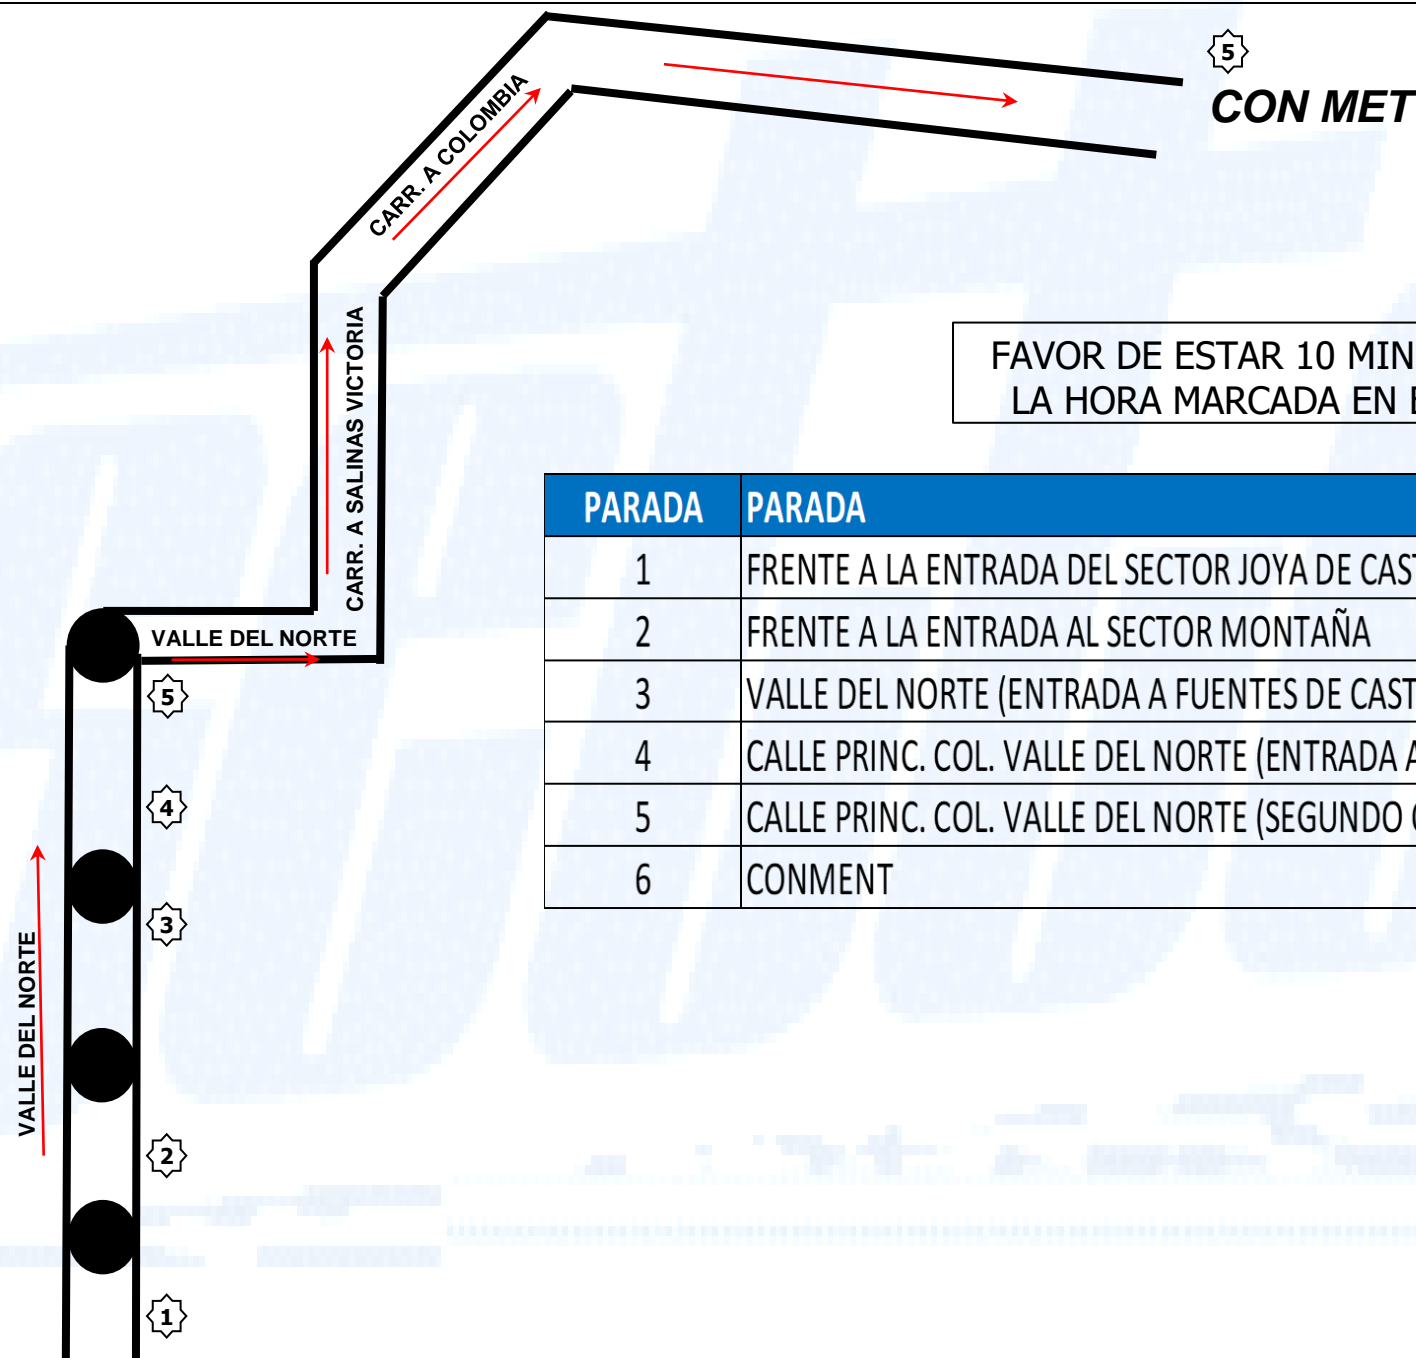 5
CON MET
CARR. A COLOMBIA
CARR. A SALINAS VICTORIA
FAVOR DE ESTAR 10 MIN
LA HORA MARCADA EN
PARADA PARADA
1 FRENTE A LA ENTRADA DEL SECTOR JOYA DE CAST
2 FRENTE A LA ENTRADA AL SECTOR MONTAÑA
3 VALLE DEL NORTE (ENTRADA A FUENTES DE CAST
4 CALLE PRINC. COL. VALLE DEL NORTE (ENTRADA A
5 CALLE PRINC. COL. VALLE DEL NORTE (SEGUNDO
6 CONMENT
VALLE DEL NORTE
5
4
3
VALLE DEL NORTE
2
1